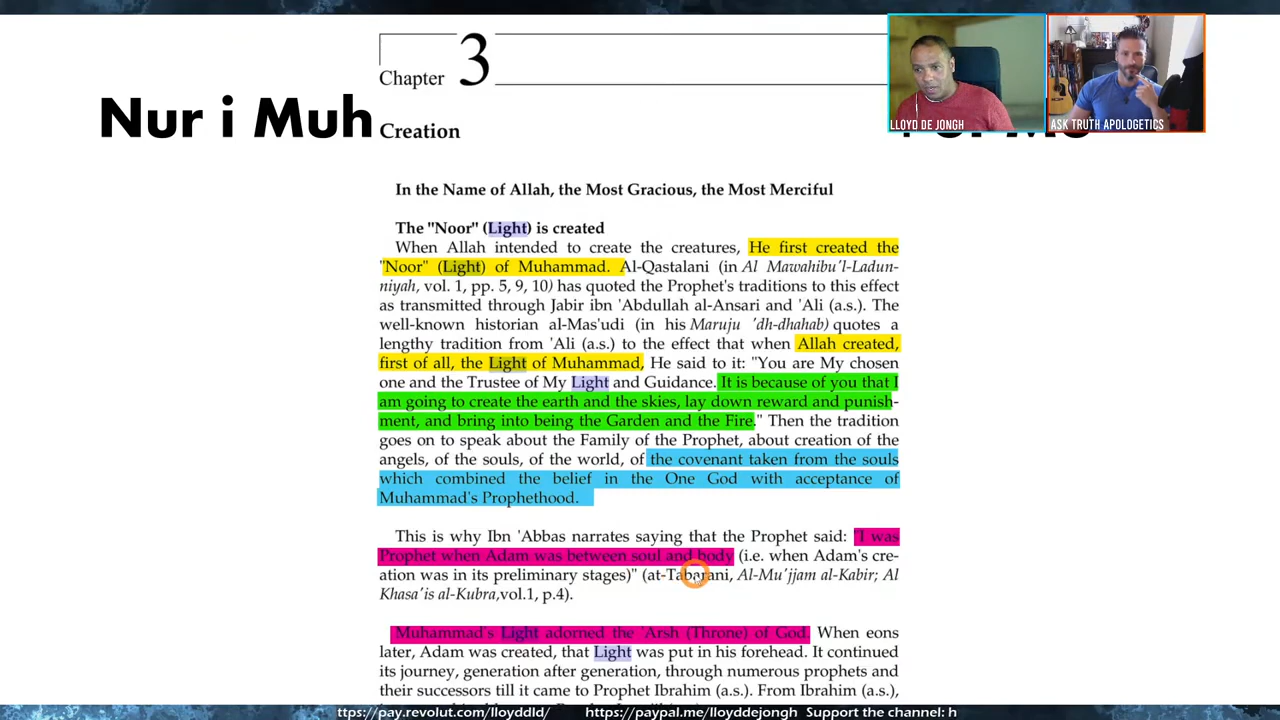 Chapter 3
Nur i Muh
Creation
LLOYD DE JONGH
ASK TRUTH APOLOGETICS
In the Name of Allah, the Most Gracious, the Most Merciful
The "Noor" (Light) is created
When Allah intended to create the creatures, He first created the
"Noor" (Light) of Muhammad. Al-Qastalani (in Al Mawahibu'l-Ladun-
niyah, vol. 1, pp. 5, 9, 10) has quoted the Prophet's traditions to this effect
as transmitted through Jabir ibn 'Abdullah al-Ansari and 'Ali (a.s.). The
well-known historian al-Mas'udi (in his Maruju 'dh-dhahab) quotes a
lengthy tradition from 'Ali (a.s.) to the effect that when Allah created,
first of all, the Light of Muhammad, He said to it: "You are My chosen
one and the Trustee of My Light and Guidance. It is because of you that I
am going to create the earth and the skies, lay down reward and punish-
ment, and bring into being the Garden and the Fire." Then the tradition
goes on to speak about the Family of the Prophet, about creation of the
angels, of the souls, of the world, of the covenant taken from the souls
which combined the belief in the One God with acceptance of
Muhammad's Prophethood.
This is why Ibn 'Abbas narrates saying that the Prophet said: "I was
Prophet when Adam was between soul and body (i.e. when Adam's cre-
ation was in its preliminary stages)" (at-Tabarani, Al-Mu'jjam al-Kabir; Al
Khasa'is al-Kubra,vol.1, p.4).
Muhammad's Light adorned the 'Arsh (Throne) of God. When eons
later, Adam was created, that Light was put in his forehead. It continued
its journey, generation after generation, through numerous prophets and
their successors till it came to Prophet Ibrahim (a.s.). From Ibrahim (a.s.),
ttps://pay.revolut.com/lloyddld/ https://paypal.me/lloyddejongh Support the channel: h